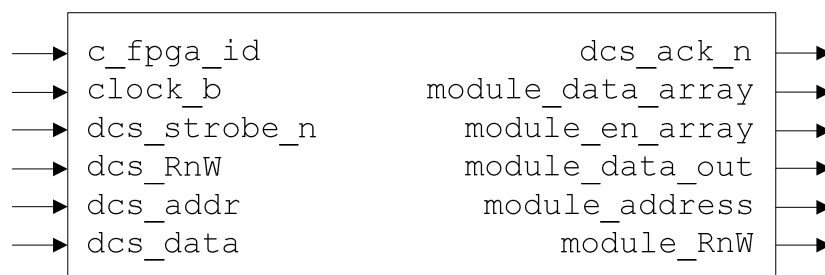 c_fpga_id dcs_ack_n
clock_b module_data_array
dcs_strobe_n module_en_array
dcs_RnW module_data_out
dcs_addr module_address
dcs_data module_RnW